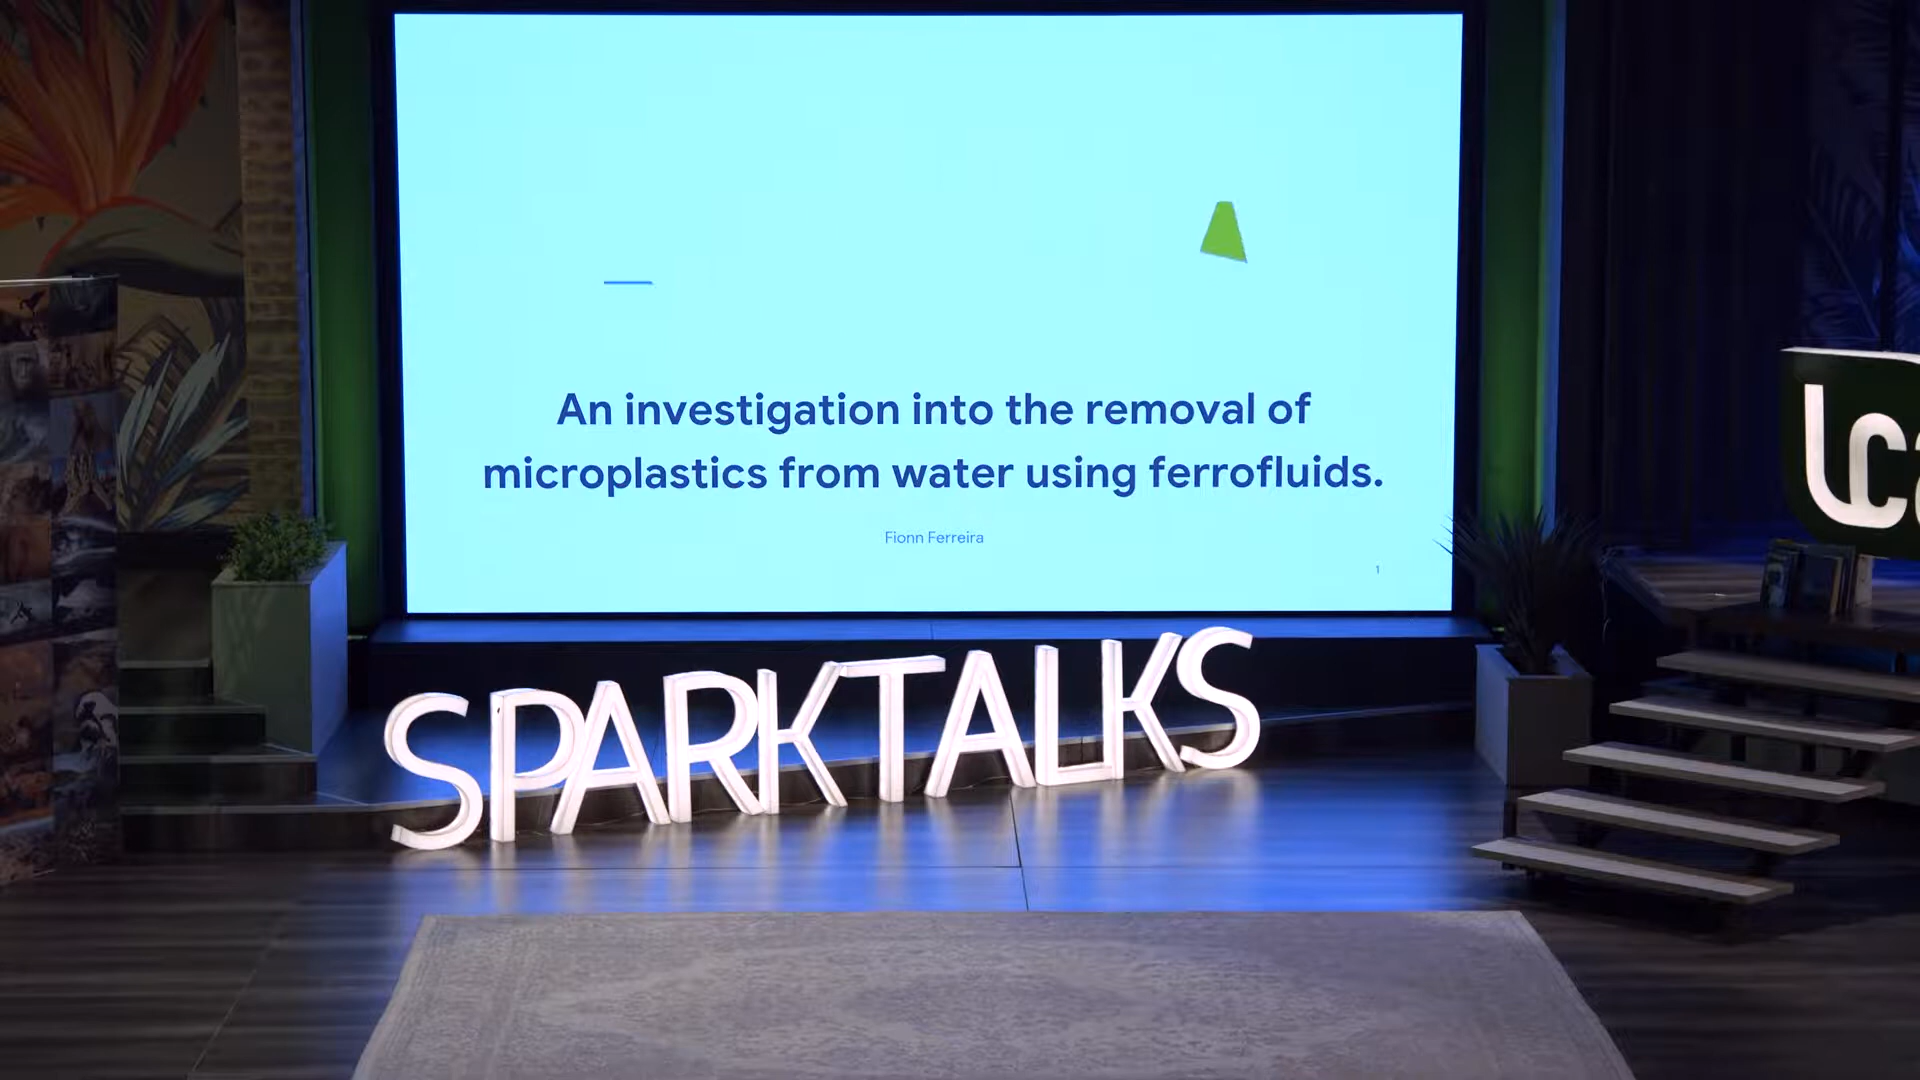 An investigation into the removal of
microplastics from water using ferrofluids.
Fionn Ferreira
1
SPARKTALKS